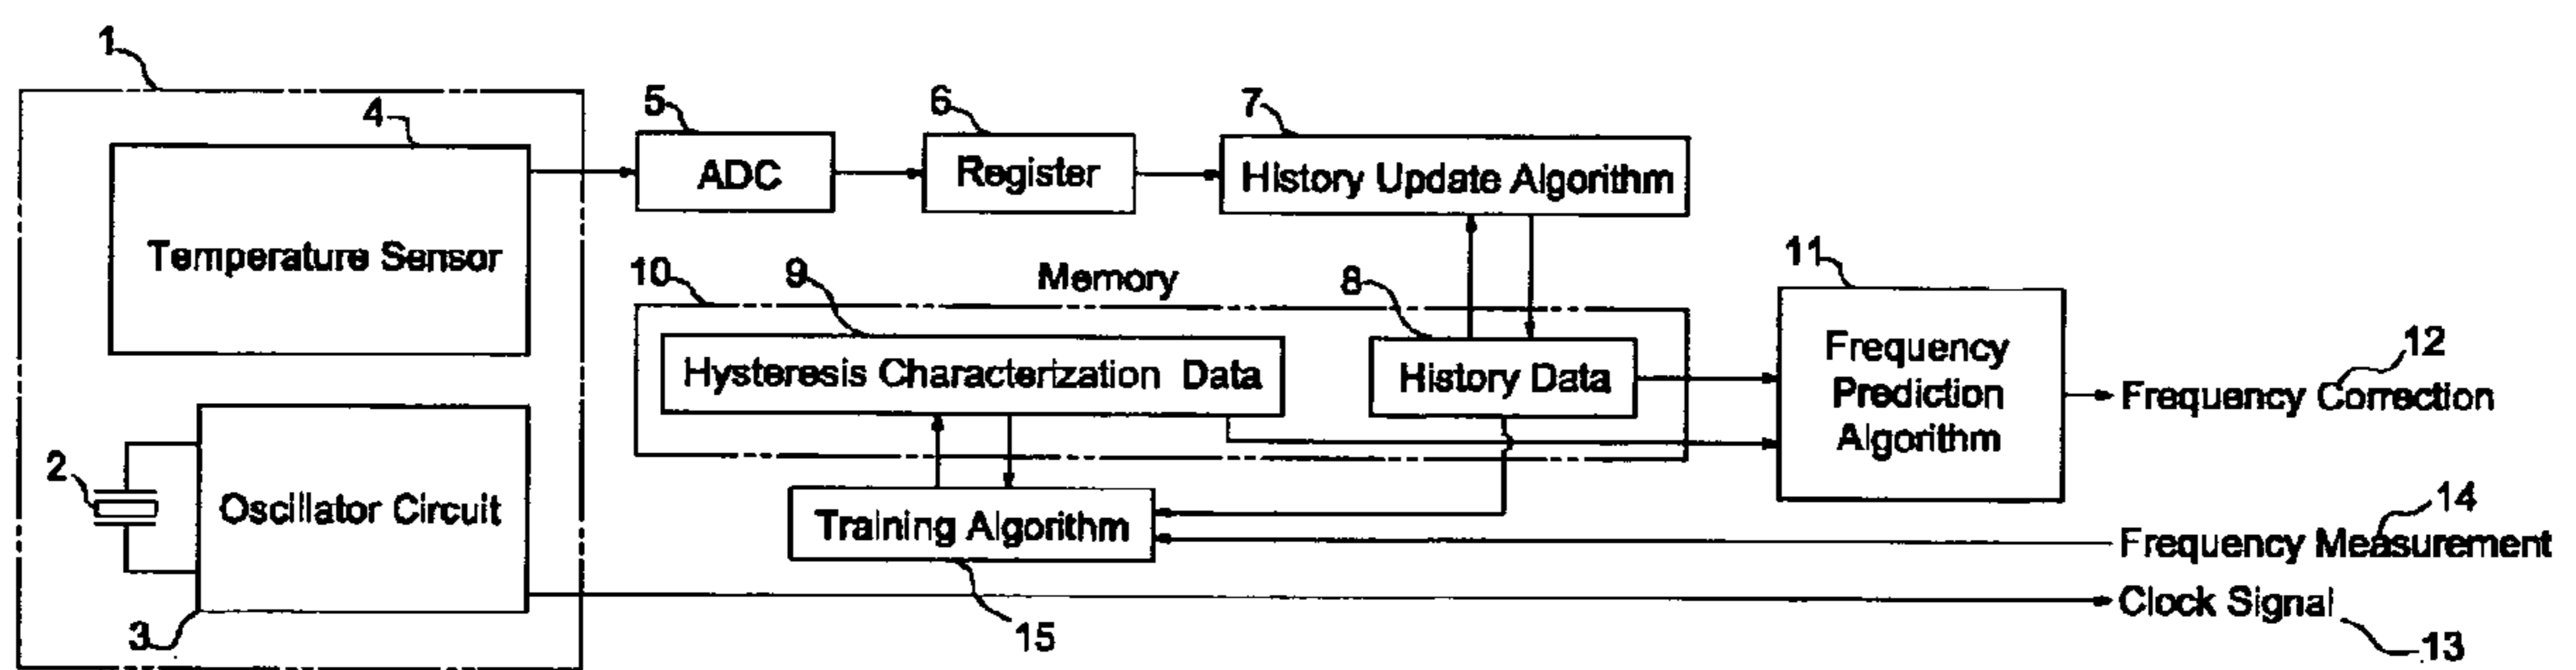 1
4
Temperature Sensor
2
Oscillator Circuit
3
5
ADC
6
Register
7
History Update Algorithm
10
9
Memory
8
Hysteresis Characterization Data
History Data
11
Frequency
Prediction
Algorithm
12
Frequency Correction
Training Algorithm
15
14
Frequency Measurement
Clock Signal
13